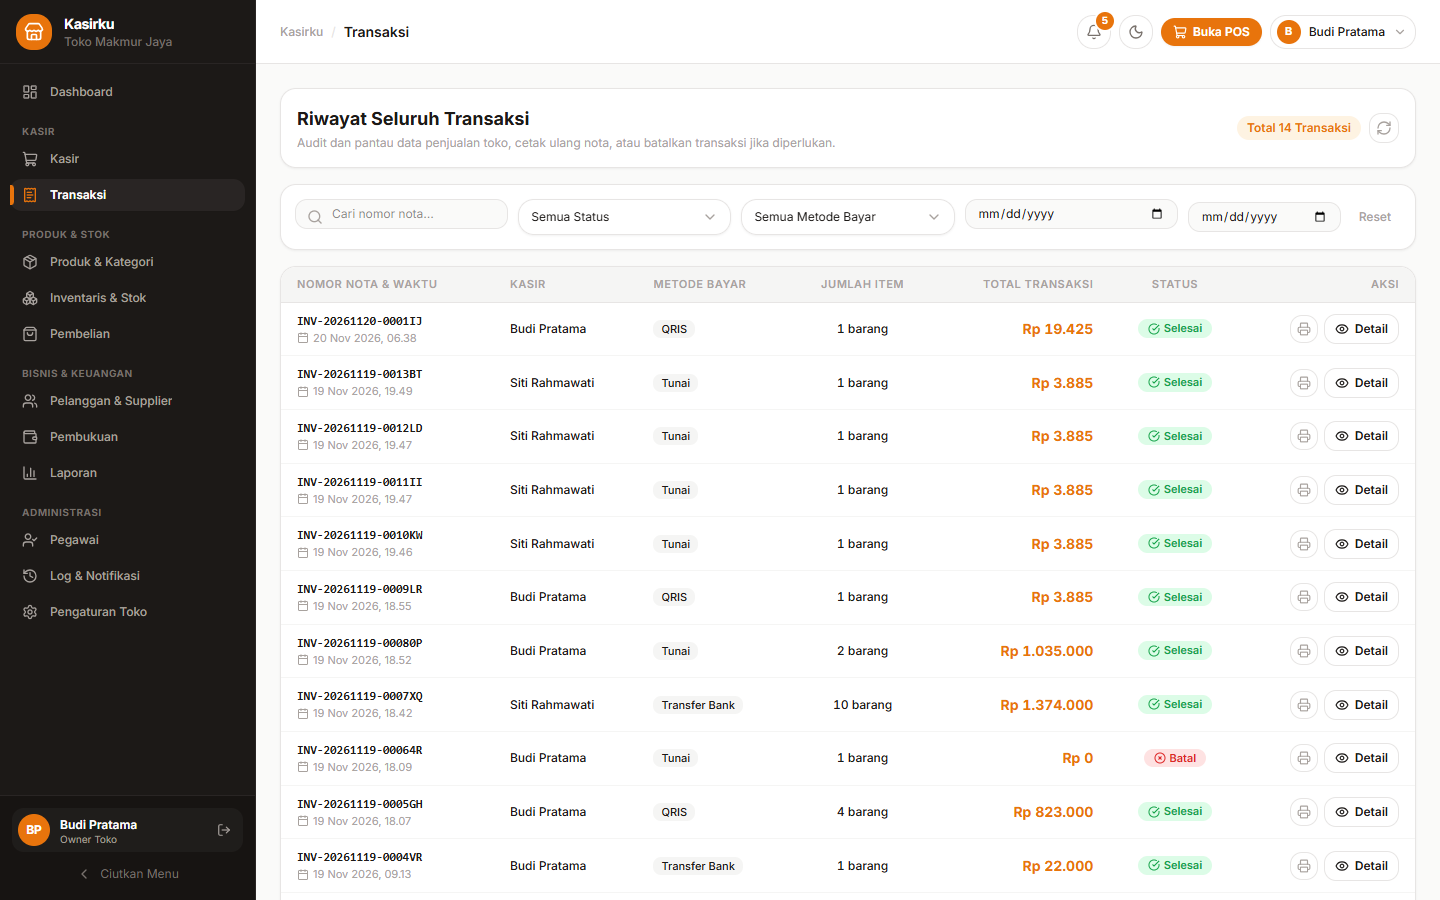 Kasirku
Toko Makmur Jaya
Dashboard
KASIR
Kasir
Transaksi
PRODUK & STOK
Produk & Kategori
Inventaris & Stok
Pembelian
BISNIS & KEUANGAN
Pelanggan & Supplier
Pembukuan
Laporan
ADMINISTRASI
Pegawai
Log & Notifikasi
Pengaturan Toko
BP
Budi Pratama
Owner Toko
Ciutkan Menu
Kasirku / Transaksi
5
Buka POS
B
Budi Pratama
Riwayat Seluruh Transaksi
Audit dan pantau data penjualan toko, cetak ulang nota, atau batalkan transaksi jika diperlukan.
Total 14 Transaksi
Cari nomor nota...
Semua Status
Semua Metode Bayar
mm/dd/yyyy
mm/dd/yyyy
Reset
NOMOR NOTA & WAKTU KASIR METODE BAYAR JUMLAH ITEM TOTAL TRANSAKSI STATUS AKSI
INV-20261120-0001IJ
20 Nov 2026, 06.38
Budi Pratama QRIS 1 barang Rp 19.425 Selesai Detail
INV-20261119-0013BT
19 Nov 2026, 19.49
Siti Rahmawati Tunai 1 barang Rp 3.885 Selesai Detail
INV-20261119-0012LD
19 Nov 2026, 19.47
Siti Rahmawati Tunai 1 barang Rp 3.885 Selesai Detail
INV-20261119-0011II
19 Nov 2026, 19.47
Siti Rahmawati Tunai 1 barang Rp 3.885 Selesai Detail
INV-20261119-0010KW
19 Nov 2026, 19.46
Siti Rahmawati Tunai 1 barang Rp 3.885 Selesai Detail
INV-20261119-0009LR
19 Nov 2026, 18.55
Budi Pratama QRIS 1 barang Rp 3.885 Selesai Detail
INV-20261119-00080P
19 Nov 2026, 18.52
Budi Pratama Tunai 2 barang Rp 1.035.000 Selesai Detail
INV-20261119-0007XQ
19 Nov 2026, 18.42
Siti Rahmawati Transfer Bank 10 barang Rp 1.374.000 Selesai Detail
INV-20261119-00064R
19 Nov 2026, 18.09
Budi Pratama Tunai 1 barang Rp 0 Batal Detail
INV-20261119-0005GH
19 Nov 2026, 18.07
Budi Pratama QRIS 4 barang Rp 823.000 Selesai Detail
INV-20261119-0004VR
19 Nov 2026, 09.13
Budi Pratama Transfer Bank 1 barang Rp 22.000 Selesai Detail